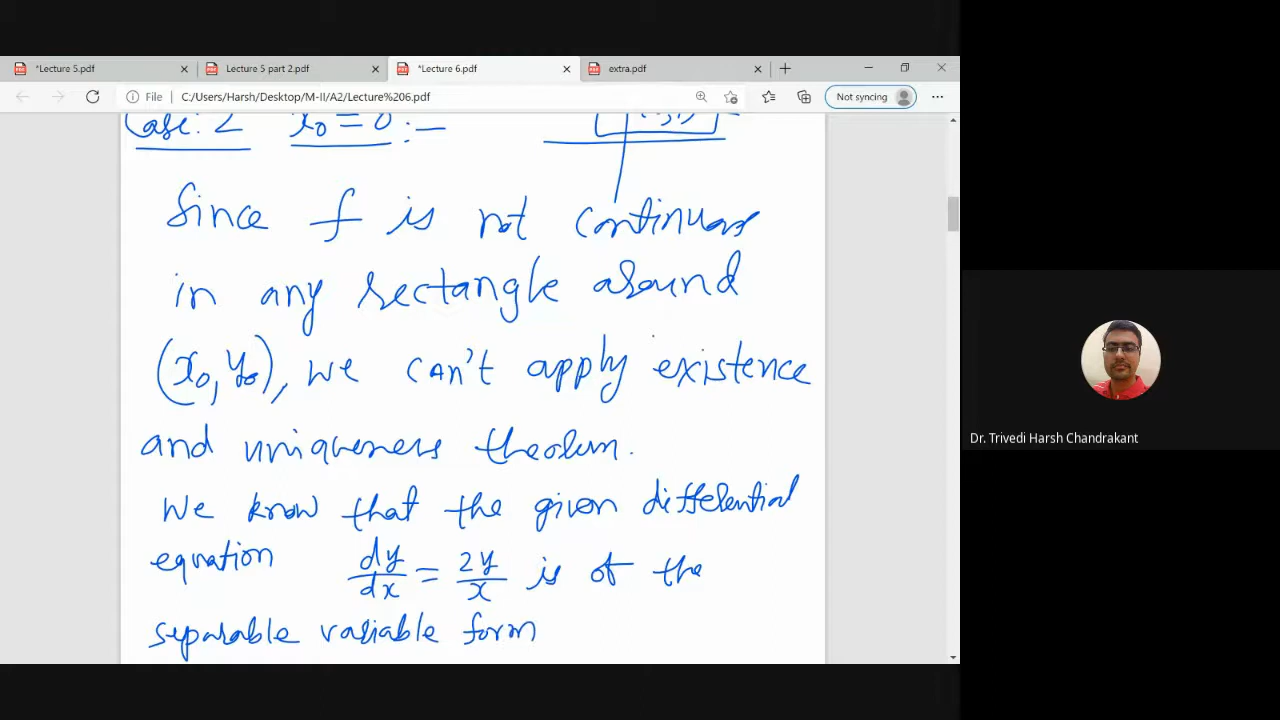 *Lecture 5.pdf
Lecture 5 part 2.pdf
*Lecture 6.pdf
extra.pdf
File
C:/Users/Harsh/Desktop/M-II/A2/Lecture%206.pdf
Not syncing
Case: 2 x₀ = 0 :-
Since f is not continuous
in any rectangle around
(x₀, y₀), we can't apply existence
and uniqueness theorem.
We know that the given differential
equation dy/dx = 2y/x is of the
separable variable form
Dr. Trivedi Harsh Chandrakant